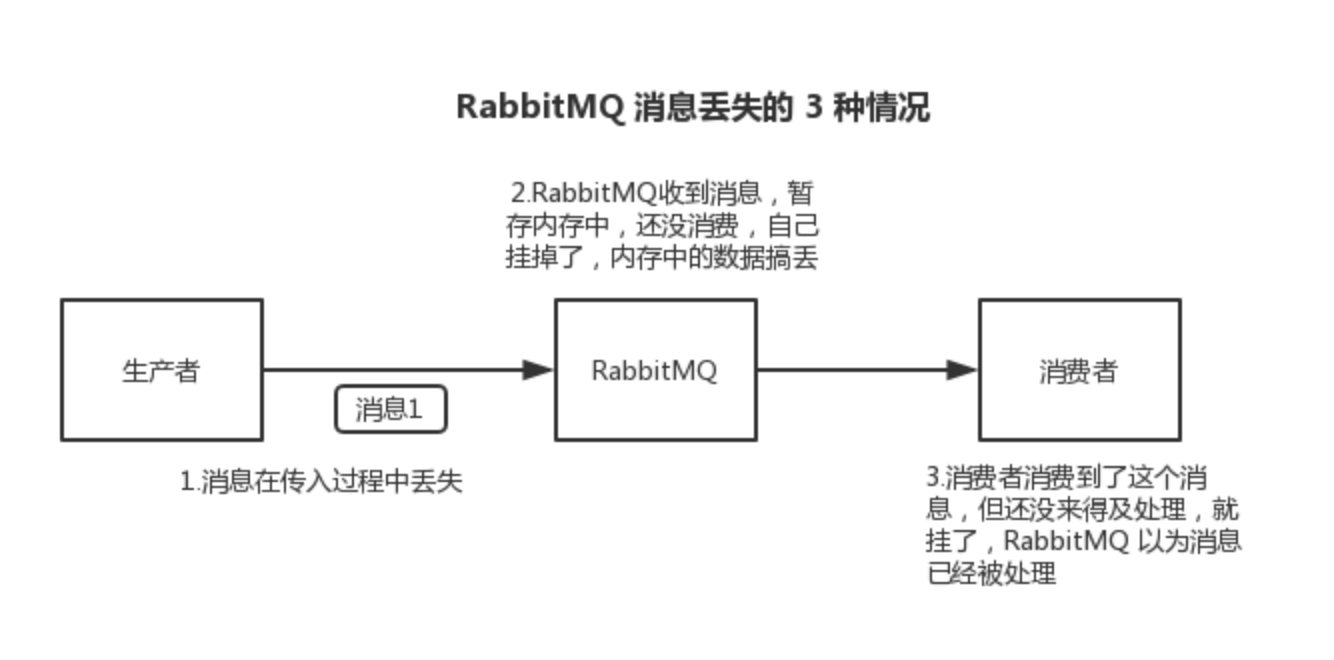 RabbitMQ 消息丢失的 3 种情况
2.RabbitMQ收到消息，暂
存内存中，还没消费，自己
挂掉了，内存中的数据搞丢
生产者
消息1
RabbitMQ
消费者
1.消息在传入过程中丢失
3.消费者消费到了这个消
息，但还没来得及处理，就
挂了，RabbitMQ 以为消息
已经被处理